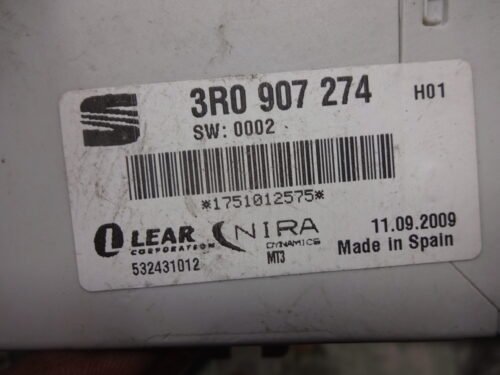 3R0 907 274 H01
SW: 0002
*1751012575*
LEAR NIRA 11.09.2009
CORPORATION DYNAMICS Made in Spain
532431012 MT3